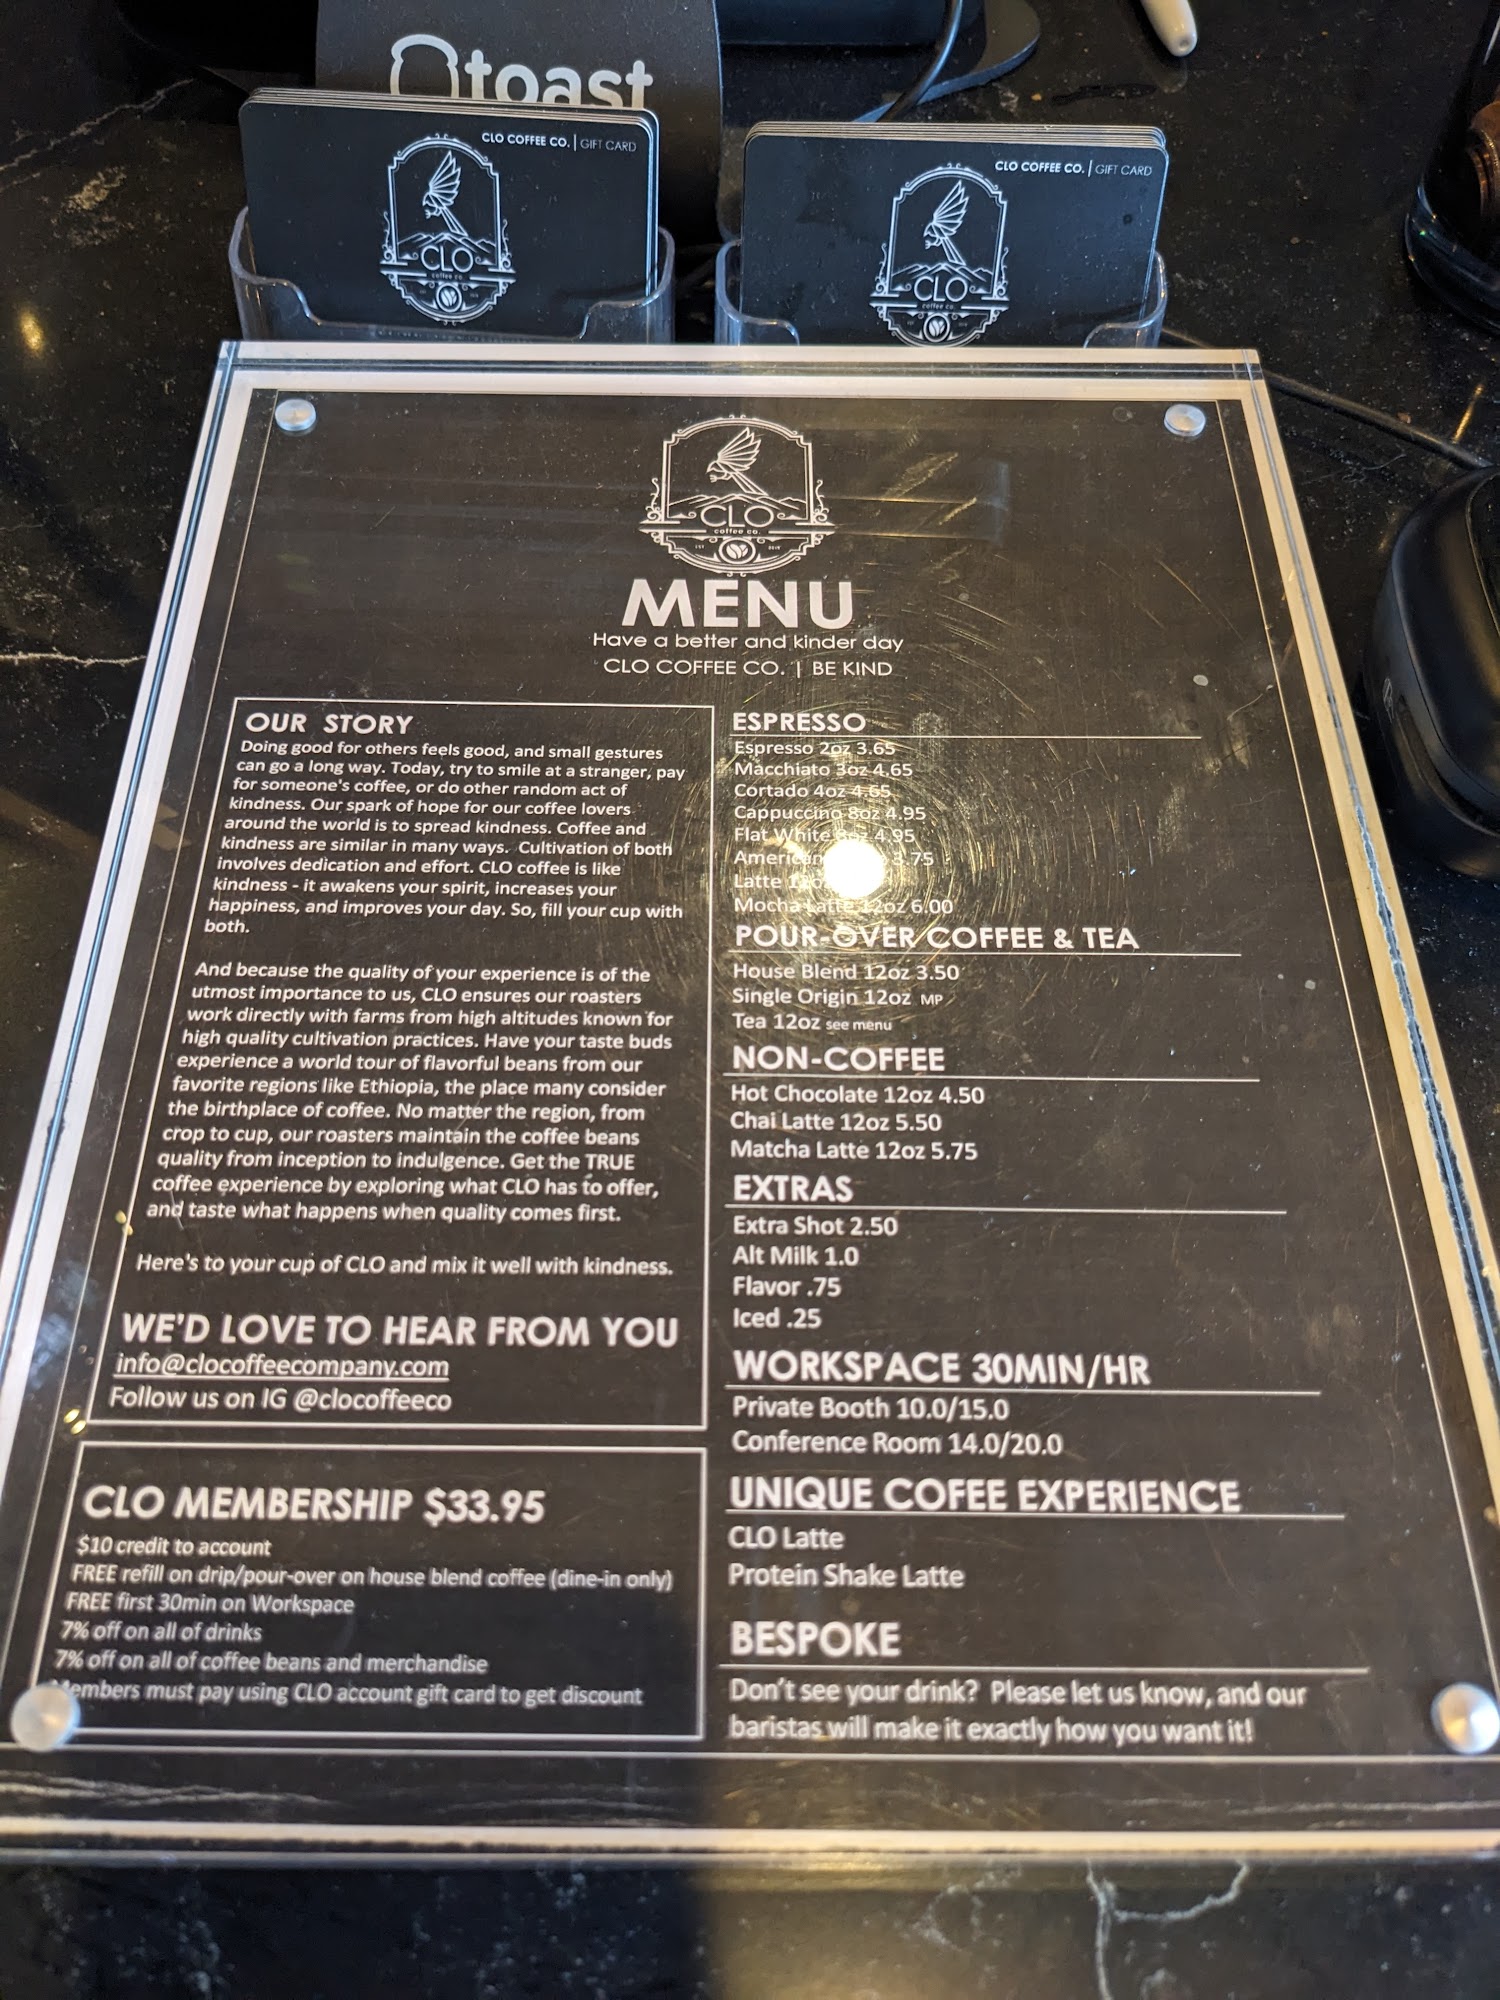 toast
CLO COFFEE CO. | GIFT CARD
CLO
coffee co.
CLO COFFEE CO. | GIFT CARD
CLO
coffee co.
CLO
coffee co.
EST
MENU
Have a better and kinder day
CLO COFFEE CO. | BE KIND
OUR STORY
Doing good for others feels good, and small gestures
can go a long way. Today, try to smile at a stranger, pay
for someone's coffee, or do other random act of
kindness. Our spark of hope for our coffee lovers
around the world is to spread kindness. Coffee and
kindness are similar in many ways. Cultivation of both
involves dedication and effort. CLO coffee is like
kindness - it awakens your spirit, increases your
happiness, and improves your day. So, fill your cup with
both.
And because the quality of your experience is of the
utmost importance to us, CLO ensures our roasters
work directly with farms from high altitudes known for
high quality cultivation practices. Have your taste buds
experience a world tour of flavorful beans from our
favorite regions like Ethiopia, the place many consider
the birthplace of coffee. No matter the region, from
crop to cup, our roasters maintain the coffee beans
quality from inception to indulgence. Get the TRUE
coffee experience by exploring what CLO has to offer,
and taste what happens when quality comes first.
Here's to your cup of CLO and mix it well with kindness.
WE'D LOVE TO HEAR FROM YOU
info@clocoffeecompany.com
Follow us on IG @clocoffeeco
CLO MEMBERSHIP $33.95
$10 credit to account
FREE refill on drip/pour-over on house blend coffee (dine-in only)
FREE first 30min on Workspace
7% off on all of drinks
7% off on all of coffee beans and merchandise
Members must pay using CLO account gift card to get discount
ESPRESSO
Espresso 2oz 3.65
Macchiato 3oz 4.65
Cortado 4oz 4.65
Cappuccino 8oz 4.95
Flat White 8oz 4.95
American 3.75
Latte
Mocha Latte 12oz 6.00
POUR-OVER COFFEE & TEA
House Blend 12oz 3.50
Single Origin 12oz MP
Tea 12oz see menu
NON-COFFEE
Hot Chocolate 12oz 4.50
Chai Latte 12oz 5.50
Matcha Latte 12oz 5.75
EXTRAS
Extra Shot 2.50
Alt Milk 1.0
Flavor .75
Iced .25
WORKSPACE 30MIN/HR
Private Booth 10.0/15.0
Conference Room 14.0/20.0
UNIQUE COFEE EXPERIENCE
CLO Latte
Protein Shake Latte
BESPOKE
Don't see your drink? Please let us know, and our
baristas will make it exactly how you want it!